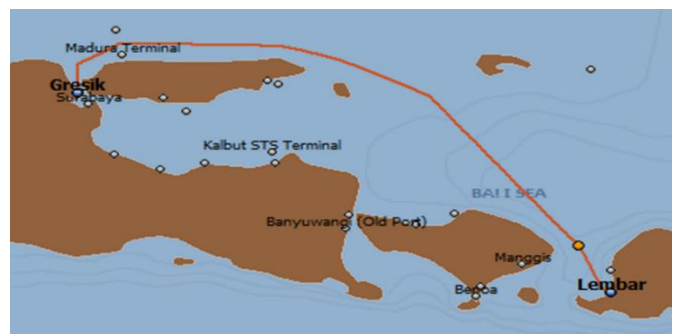 Madura Terminal
Gresik
Surabaya
Kalbut STS Terminal
BALI SEA
Banyuwangi (Old Port)
Manggis
Benoa
Lembar